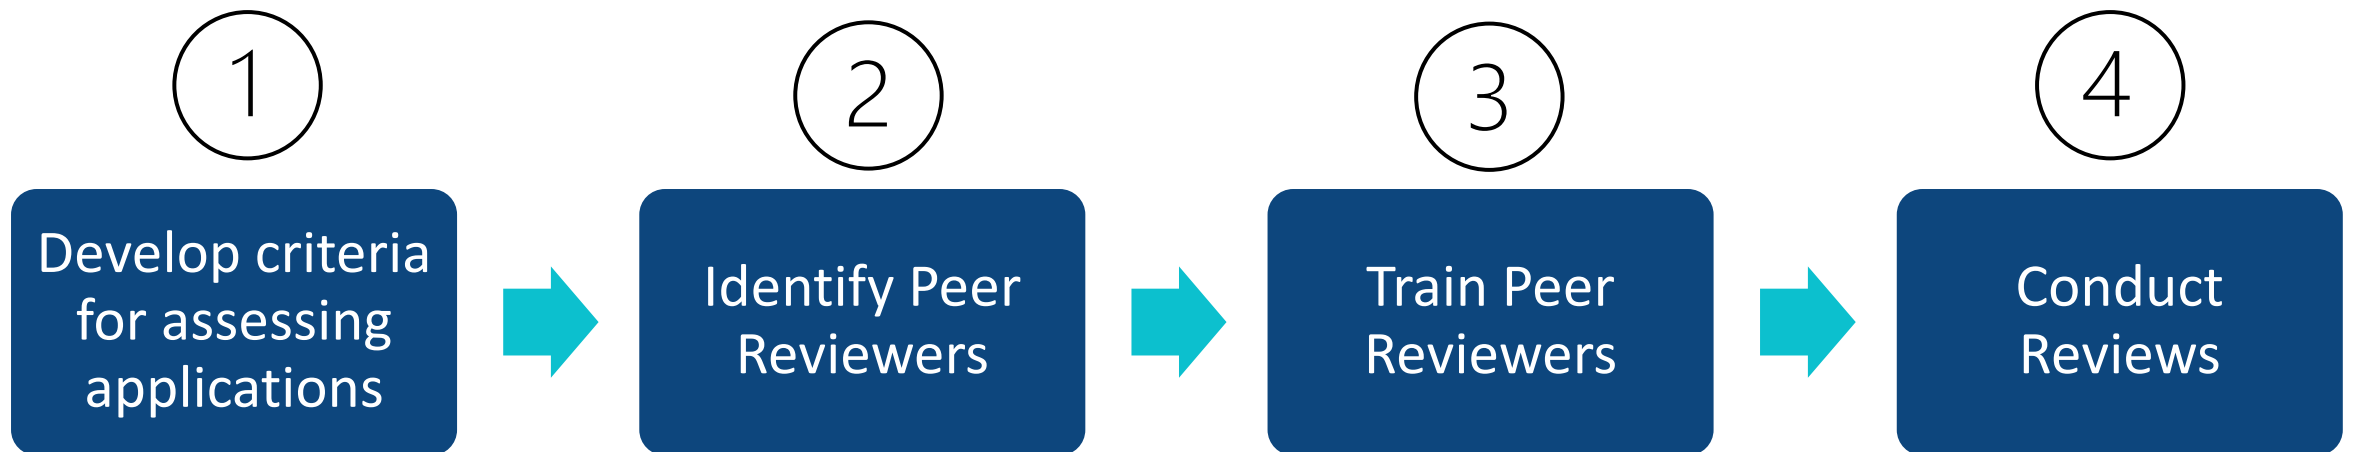 1
Develop criteria
for assessing
applications
2
Identify Peer
Reviewers
3
Train Peer
Reviewers
4
Conduct
Reviews